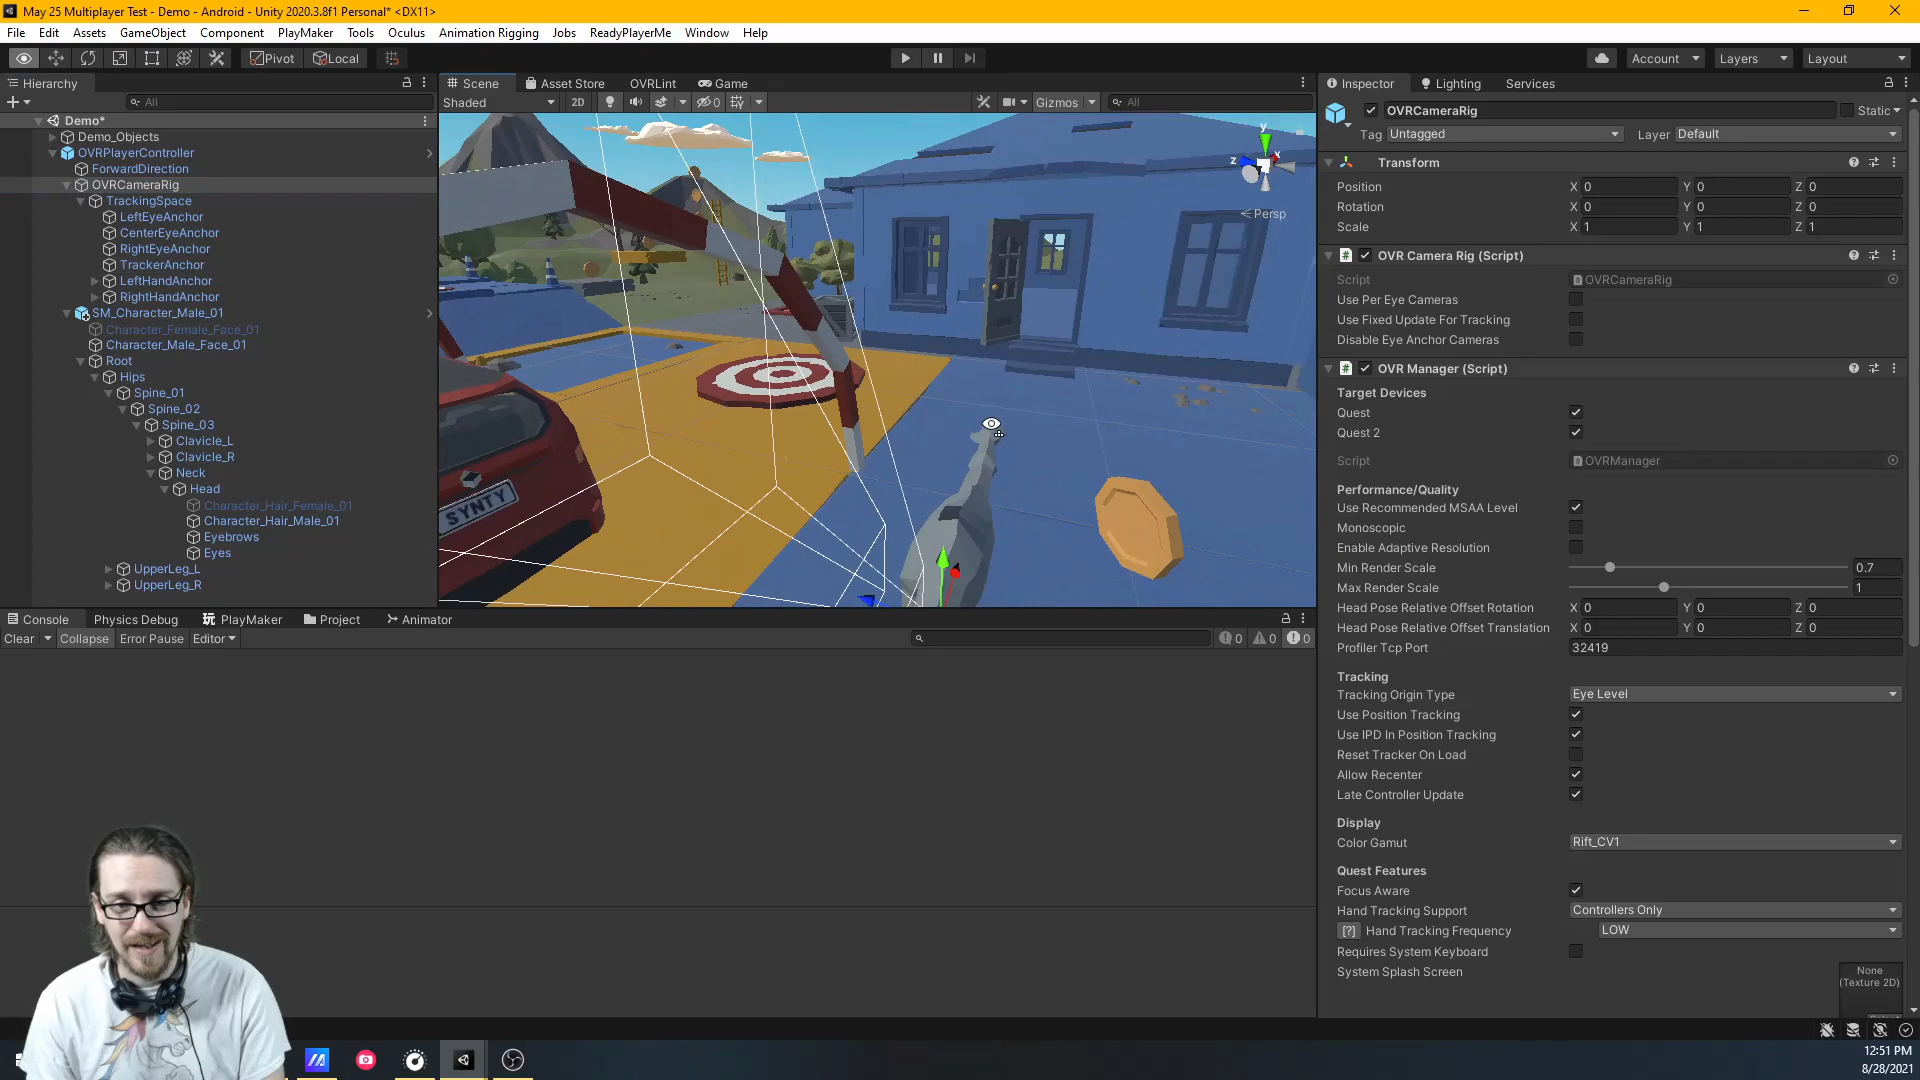 May 25 Multiplayer Test - Demo - Android - Unity 2020.3.8f1 Personal* <DX11>
File Edit Assets GameObject Component PlayMaker Tools Oculus Animation Rigging Jobs ReadyPlayerMe Window Help
Pivot Local Account Layers Layout
Hierarchy
All
Demo*
Demo_Objects
OVRPlayerController
ForwardDirection
OVRCameraRig
TrackingSpace
LeftEyeAnchor
CenterEyeAnchor
RightEyeAnchor
TrackerAnchor
LeftHandAnchor
RightHandAnchor
SM_Character_Male_01
Character_Female_Face_01
Character_Male_Face_01
Root
Hips
Spine_01
Spine_02
Spine_03
Clavicle_L
Clavicle_R
Neck
Head
Character_Hair_Female_01
Character_Hair_Male_01
Eyebrows
Eyes
UpperLeg_L
UpperLeg_R
Scene Asset Store OVRLint Game
Shaded 2D 0 Gizmos All
y
z x
Persp
SYNTY
Console Physics Debug PlayMaker Project Animator
Clear Collapse Error Pause Editor 0 0 0
Inspector Lighting Services
OVRCameraRig Static
Tag Untagged Layer Default
Transform
Position X 0 Y 0 Z 0
Rotation X 0 Y 0 Z 0
Scale X 1 Y 1 Z 1
# OVR Camera Rig (Script)
Script OVRCameraRig
Use Per Eye Cameras
Use Fixed Update For Tracking
Disable Eye Anchor Cameras
# OVR Manager (Script)
Target Devices
Quest
Quest 2
Script OVRManager
Performance/Quality
Use Recommended MSAA Level
Monoscopic
Enable Adaptive Resolution
Min Render Scale 0.7
Max Render Scale 1
Head Pose Relative Offset Rotation X 0 Y 0 Z 0
Head Pose Relative Offset Translation X 0 Y 0 Z 0
Profiler Tcp Port 32419
Tracking
Tracking Origin Type Eye Level
Use Position Tracking
Use IPD In Position Tracking
Reset Tracker On Load
Allow Recenter
Late Controller Update
Display
Color Gamut Rift_CV1
Quest Features
Focus Aware
Hand Tracking Support Controllers Only
[?] Hand Tracking Frequency LOW
Requires System Keyboard
System Splash Screen
None
(Texture 2D)
12:51 PM
8/28/2021